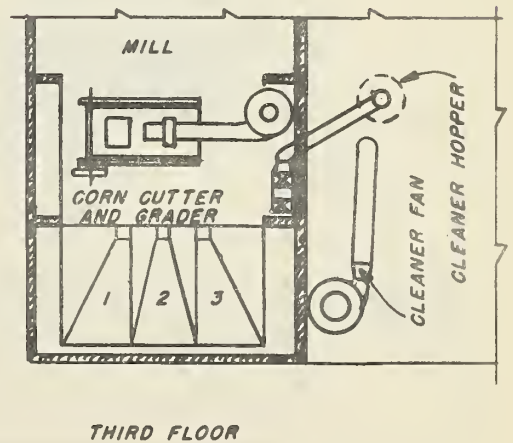 MILL
CORN CUTTER
AND GRADER
1 2 3
CLEANER FAN
CLEANER HOPPER
THIRD FLOOR